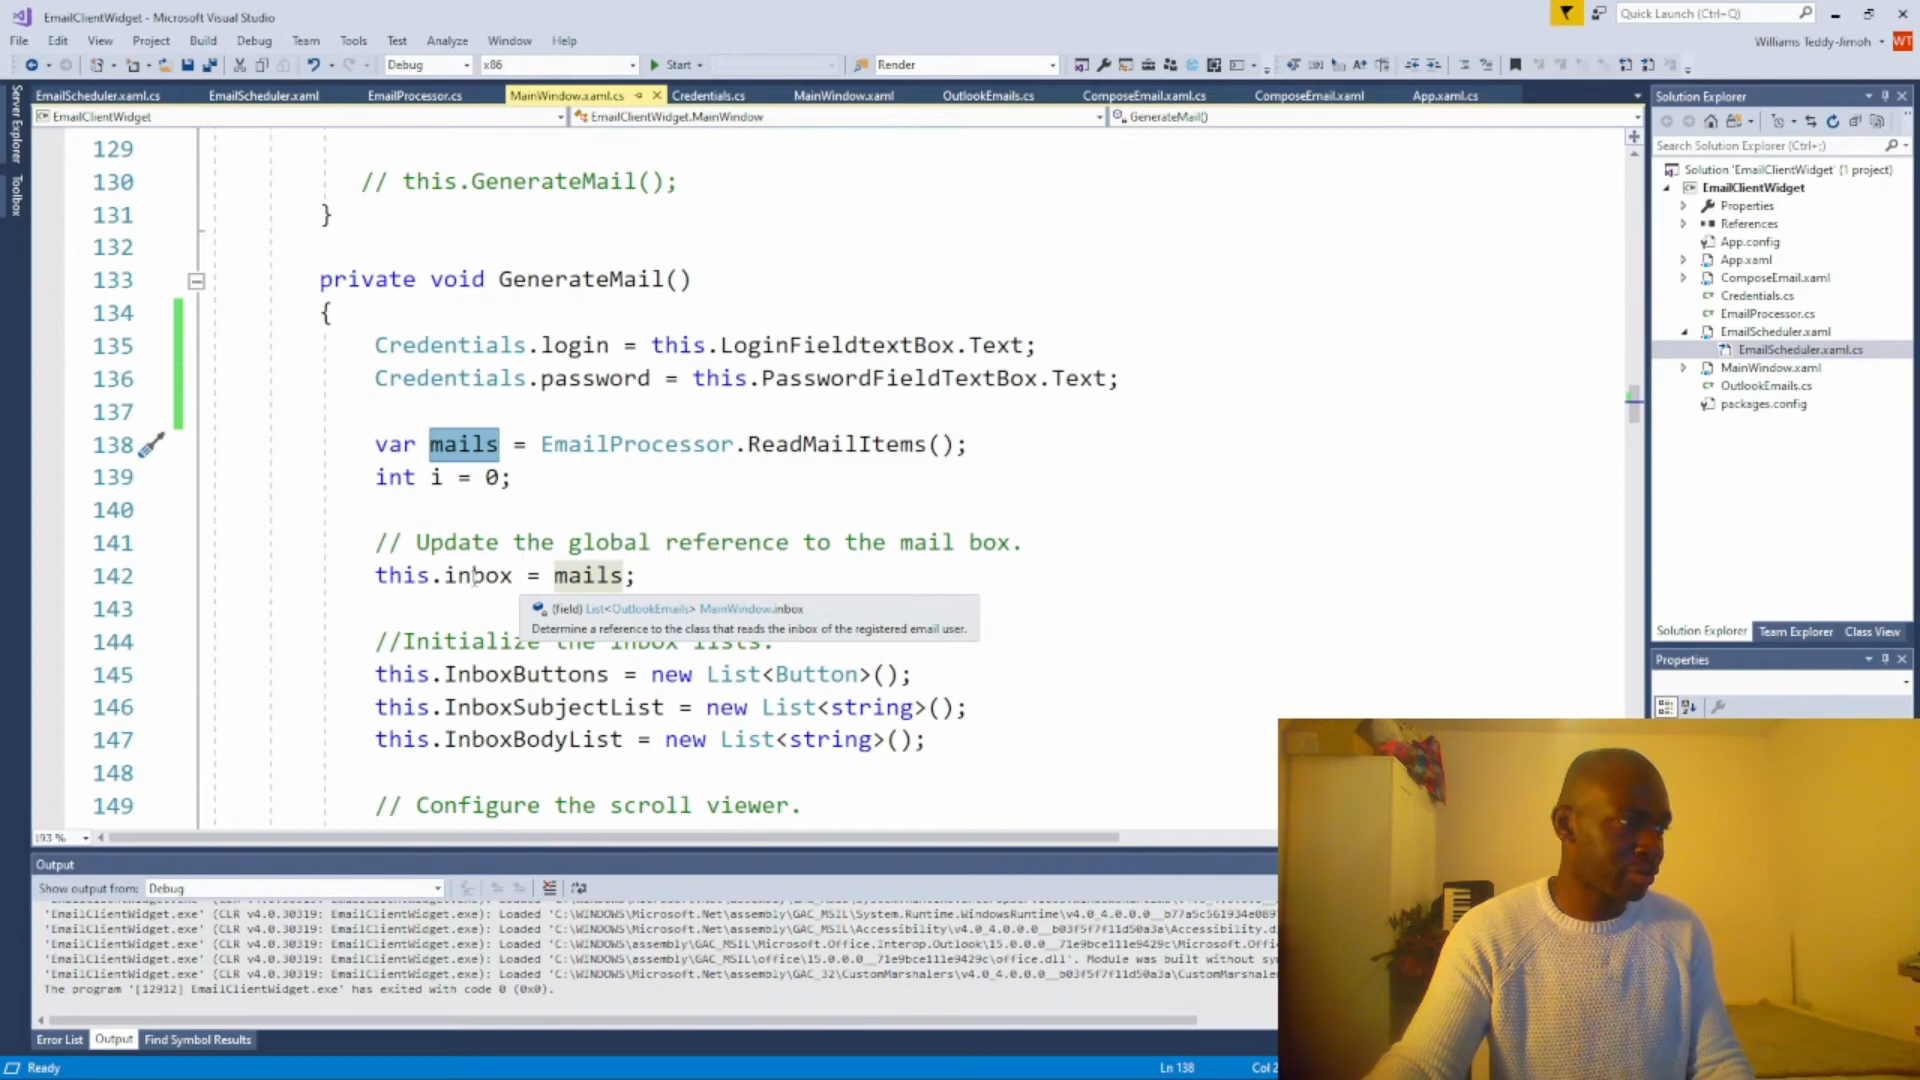 EmailClientWidget - Microsoft Visual Studio
Quick Launch (Ctrl+Q)
File Edit View Project Build Debug Team Tools Test Analyze Window Help
Williams Teddy-Jimoh WT
Debug x86 Start Render
EmailScheduler.xaml.cs EmailScheduler.xaml EmailProcessor.cs MainWindow.xaml.cs Credentials.cs MainWindow.xaml OutlookEmails.cs ComposeEmail.xaml.cs ComposeEmail.xaml App.xaml.cs
EmailClientWidget EmailClientWidget.MainWindow GenerateMail()
Server Explorer
Toolbox
129
130 // this.GenerateMail();
131 }
132
133 private void GenerateMail()
134 {
135 Credentials.login = this.LoginFieldtextBox.Text;
136 Credentials.password = this.PasswordFieldTextBox.Text;
137
138 var mails = EmailProcessor.ReadMailItems();
139 int i = 0;
140
141 // Update the global reference to the mail box.
142 this.inbox = mails;
143
(field) List<OutlookEmails> MainWindow.inbox
Determine a reference to the class that reads the inbox of the registered email user.
144 //Initialize the inbox lists.
145 this.InboxButtons = new List<Button>();
146 this.InboxSubjectList = new List<string>();
147 this.InboxBodyList = new List<string>();
148
149 // Configure the scroll viewer.
193 %
Solution Explorer
Search Solution Explorer (Ctrl+;)
Solution 'EmailClientWidget' (1 project)
EmailClientWidget
Properties
References
App.config
App.xaml
ComposeEmail.xaml
Credentials.cs
EmailProcessor.cs
EmailScheduler.xaml
EmailScheduler.xaml.cs
MainWindow.xaml
OutlookEmails.cs
packages.config
Solution Explorer Team Explorer Class View
Properties
Output
Show output from: Debug
'EmailClientWidget.exe' (CLR v4.0.30319: EmailClientWidget.exe): Loaded 'C:\WINDOWS\Microsoft.Net\assembly\GAC_MSIL\System.Runtime.WindowsRuntime\v4.0_4.0.0.0__b77a5c561934e089
'EmailClientWidget.exe' (CLR v4.0.30319: EmailClientWidget.exe): Loaded 'C:\WINDOWS\Microsoft.Net\assembly\GAC_MSIL\Accessibility\v4.0_4.0.0.0__b03f5f7f11d50a3a\Accessibility.d
'EmailClientWidget.exe' (CLR v4.0.30319: EmailClientWidget.exe): Loaded 'C:\WINDOWS\assembly\GAC_MSIL\Microsoft.Office.Interop.Outlook\15.0.0.0__71e9bce111e9429c\Microsoft.Offi
'EmailClientWidget.exe' (CLR v4.0.30319: EmailClientWidget.exe): Loaded 'C:\WINDOWS\assembly\GAC_MSIL\office\15.0.0.0__71e9bce111e9429c\office.dll'. Module was built without sy
'EmailClientWidget.exe' (CLR v4.0.30319: EmailClientWidget.exe): Loaded 'C:\WINDOWS\Microsoft.Net\assembly\GAC_32\CustomMarshalers\v4.0_4.0.0.0__b03f5f7f11d50a3a\CustomMarshale
The program '[12912] EmailClientWidget.exe' has exited with code 0 (0x0).
Error List Output Find Symbol Results
Ready Ln 138